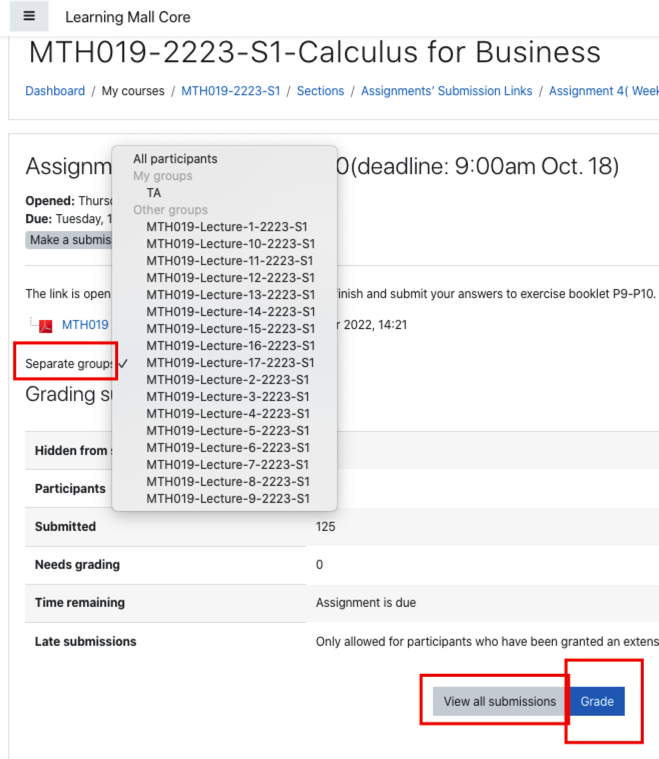 Learning Mall Core
MTH019-2223-S1-Calculus for Business
Dashboard / My courses / MTH019-2223-S1 / Sections / Assignments' Submission Links / Assignment 4( Week
Assignm 0(deadline: 9:00am Oct. 18)
Opened: Thurs
Due: Tuesday, 1
Make a submis
All participants
My groups
TA
Other groups
MTH019-Lecture-1-2223-S1
MTH019-Lecture-10-2223-S1
MTH019-Lecture-11-2223-S1
MTH019-Lecture-12-2223-S1
MTH019-Lecture-13-2223-S1
MTH019-Lecture-14-2223-S1
MTH019-Lecture-15-2223-S1
MTH019-Lecture-16-2223-S1
MTH019-Lecture-17-2223-S1
MTH019-Lecture-2-2223-S1
MTH019-Lecture-3-2223-S1
MTH019-Lecture-4-2223-S1
MTH019-Lecture-5-2223-S1
MTH019-Lecture-6-2223-S1
MTH019-Lecture-7-2223-S1
MTH019-Lecture-8-2223-S1
MTH019-Lecture-9-2223-S1
The link is open finish and submit your answers to exercise booklet P9-P10.
MTH019 r 2022, 14:21
Separate groups
Grading s
Hidden from
Participants
Submitted 125
Needs grading 0
Time remaining Assignment is due
Late submissions Only allowed for participants who have been granted an extens
View all submissions Grade